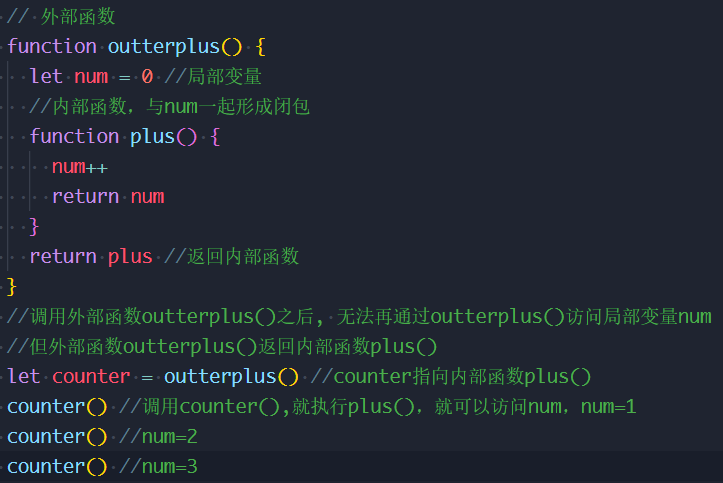 // 外部函数
function outterplus() {
let num = 0 //局部变量
//内部函数，与num一起形成闭包
function plus() {
num++
return num
}
return plus //返回内部函数
}
//调用外部函数outterplus()之后, 无法再通过outterplus()访问局部变量num
//但外部函数outterplus()返回内部函数plus()
let counter = outterplus() //counter指向内部函数plus()
counter() //调用counter(),就执行plus()，就可以访问num，num=1
counter() //num=2
counter() //num=3